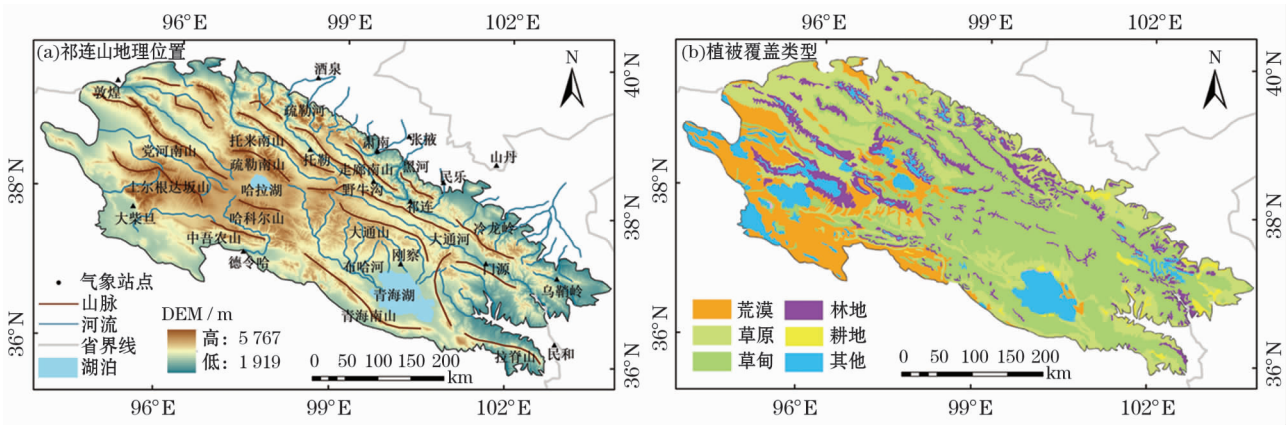 96°E 99°E 102°E
(a)祁连山地理位置
N
40°N
38°N
36°N
酒泉
敦煌
疏勒河
肃南
张掖
托来南山
党河南山
疏勒南山
托勒
走廊南山
黑河
山丹
民乐
野牛沟
38°N
土尔根达坂山
哈拉湖
祁连
大柴旦
哈科尔山
冷龙岭
大通山
大通河
中吾农山
刚察
德令哈
布哈河
门源
乌鞘岭
青海湖
青海南山
民和
拉脊山
气象站点
山脉
河流
省界线
湖泊
DEM / m
高：5 767
低：1 919
0 50 100 150 200
km
36°N
96°E 99°E 102°E
96°E 99°E 102°E
(b)植被覆盖类型
N
40°N
38°N
38°N
36°N
36°N
荒漠 林地
草原 耕地
草甸 其他
0 50 100 150 200
km
96°E 99°E 102°E